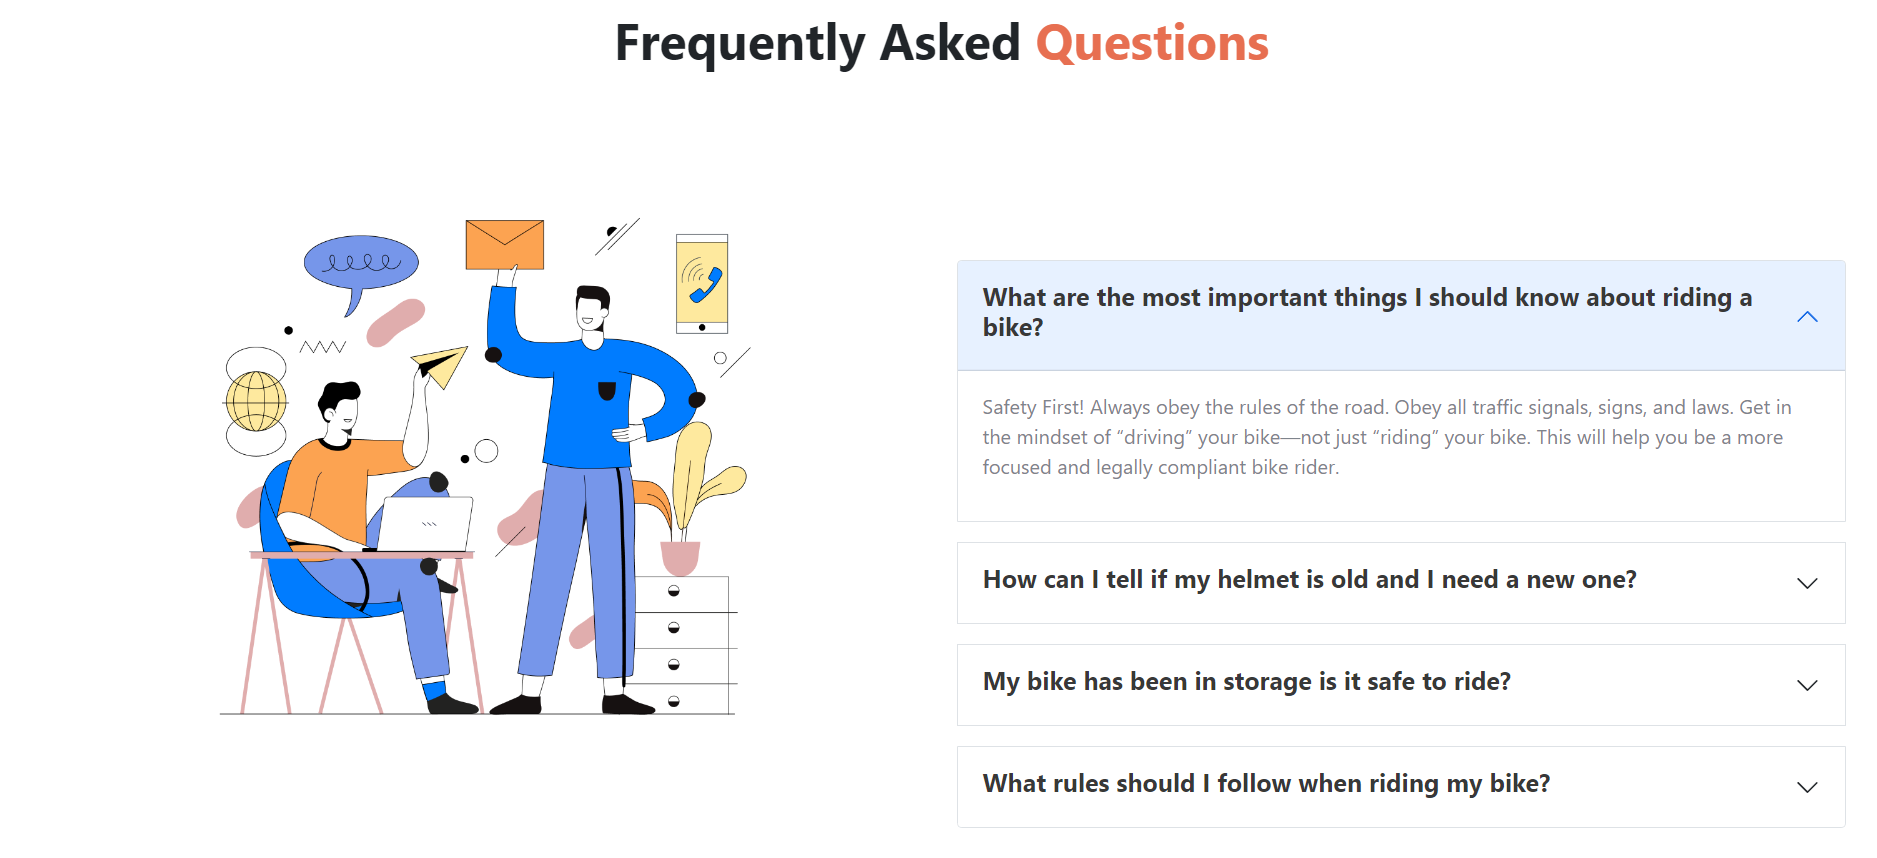 Frequently Asked Questions
What are the most important things I should know about riding a
bike?
Safety First! Always obey the rules of the road. Obey all traffic signals, signs, and laws. Get in
the mindset of “driving” your bike—not just “riding” your bike. This will help you be a more
focused and legally compliant bike rider.
How can I tell if my helmet is old and I need a new one?
My bike has been in storage is it safe to ride?
What rules should I follow when riding my bike?